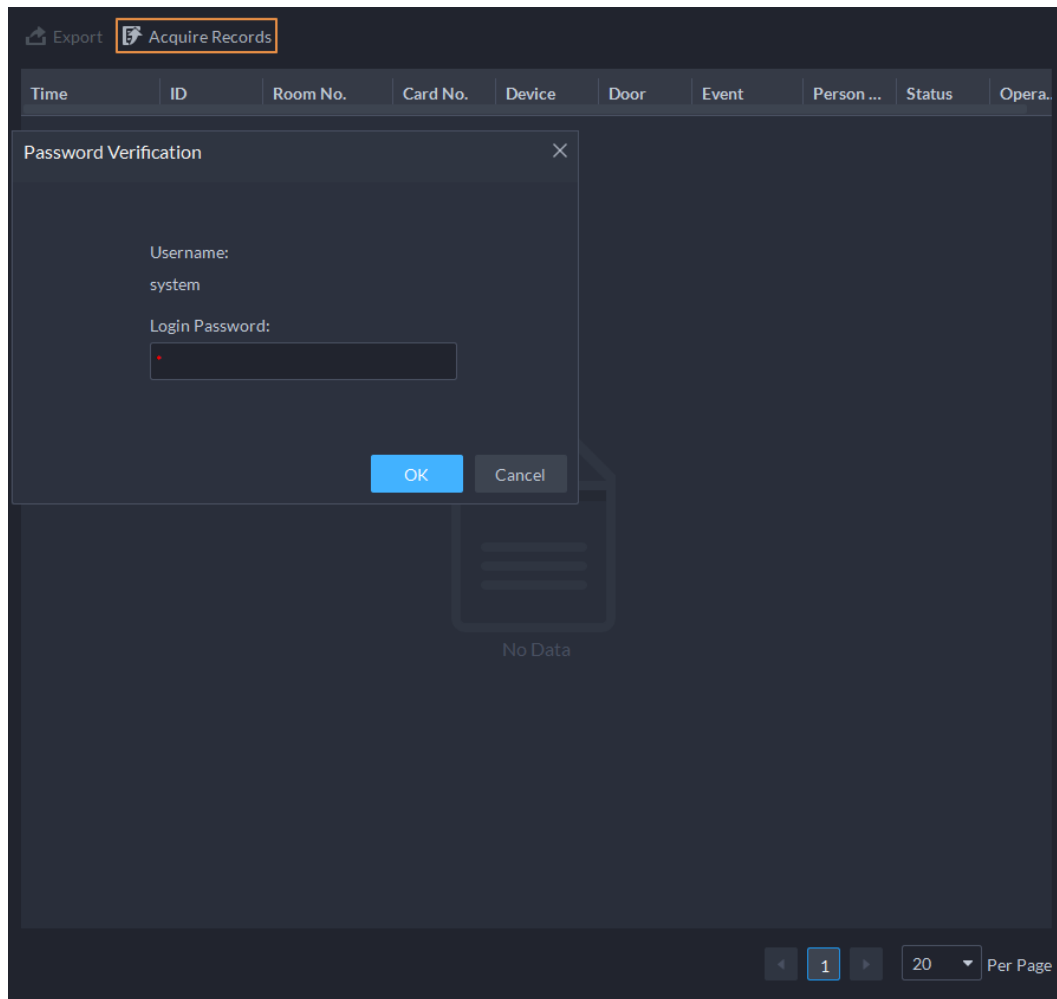 Export Acquire Records
Time ID Room No. Card No. Device Door Event Person ... Status Opera..
Password Verification
Username:
system
Login Password:
*
OK Cancel
No Data
1 20 Per Page